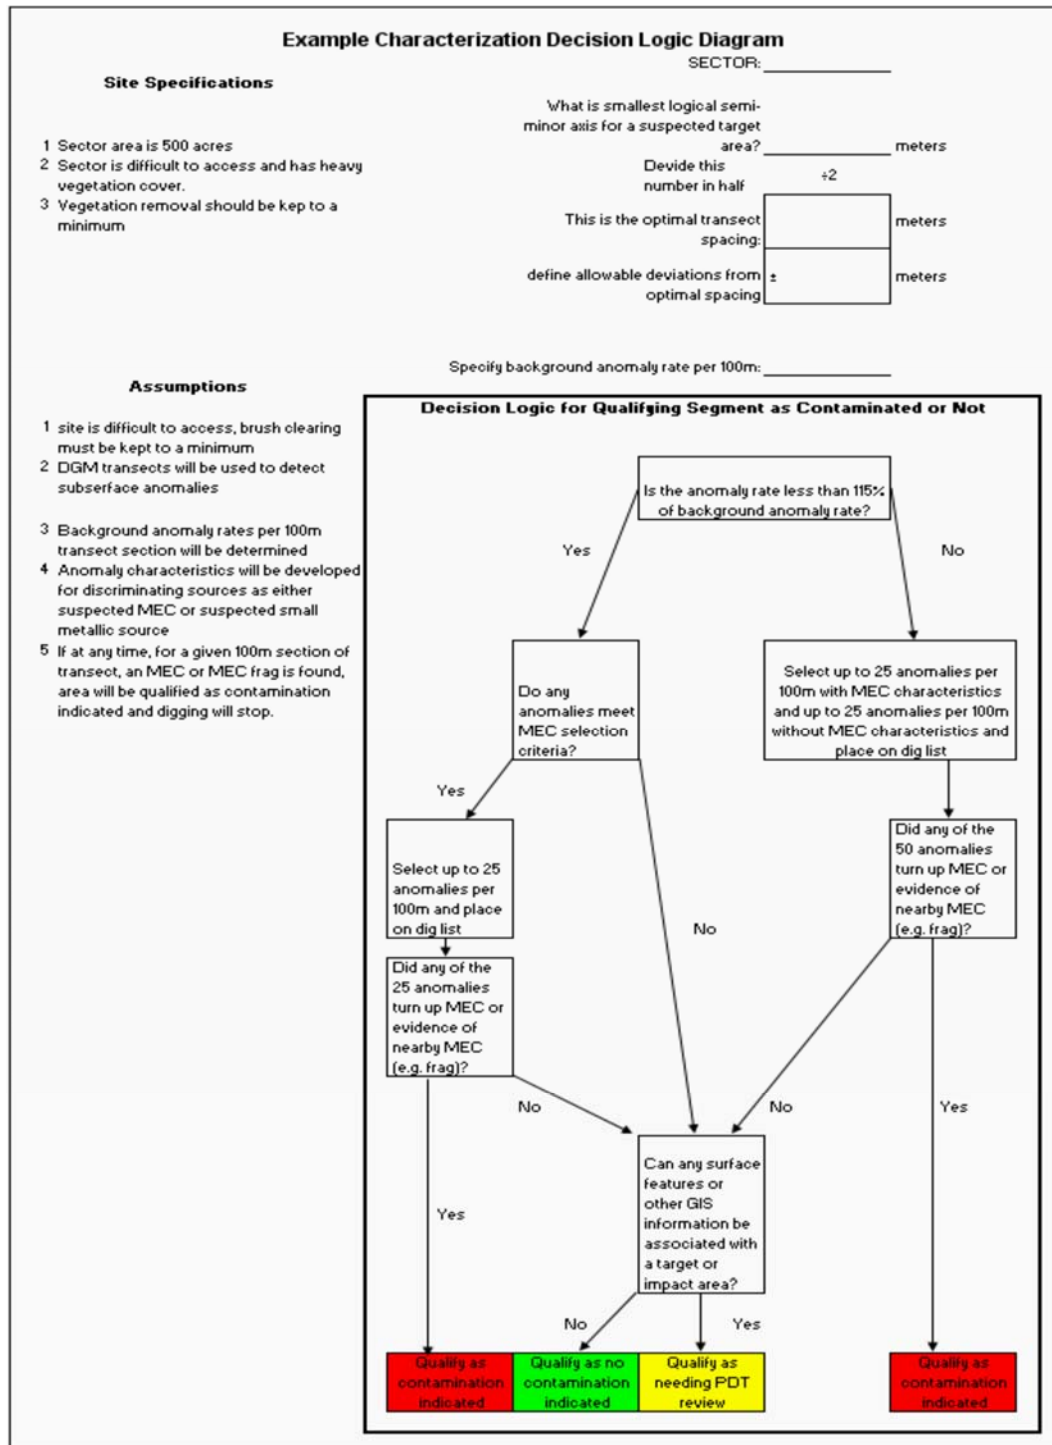 Example Characterization Decision Logic Diagram
SECTOR:
Site Specifications
1 Sector area is 500 acres
2 Sector is difficult to access and has heavy
vegetation cover.
3 Vegetation removal should be kep to a
minimum
What is smallest logical semi-
minor axis for a suspected target
area? meters
Devide this
number in half
÷2
This is the optimal transect
spacing:
meters
define allowable deviations from
optimal spacing
± meters
Specify background anomaly rate per 100m:
Assumptions
1 site is difficult to access, brush clearing
must be kept to a minimum
2 DGM transects will be used to detect
subserface anomalies
3 Background anomaly rates per 100m
transect section will be determined
4 Anomaly characteristics will be developed
for discriminating sources as either
suspected MEC or suspected small
metallic source
5 If at any time, for a given 100m section of
transect, an MEC or MEC frag is found,
area will be qualified as contamination
indicated and digging will stop.
Decision Logic for Qualifying Segment as Contaminated or Not
Is the anomaly rate less than 115%
of background anomaly rate?
Yes
No
Do any
anomalies meet
MEC selection
criteria?
Select up to 25 anomalies per
100m with MEC characteristics
and up to 25 anomalies per 100m
without MEC characteristics and
place on dig list
Yes
No
Select up to 25
anomalies per
100m and place
on dig list
Did any of the
50 anomalies
turn up MEC or
evidence of
nearby MEC
(e.g. frag)?
Did any of the
25 anomalies
turn up MEC or
evidence of
nearby MEC
(e.g. frag)?
No
No
Yes
Yes
Can any surface
features or
other GIS
information be
associated with
a target or
impact area?
No
Yes
Qualify as
contamination
indicated
Qualify as no
contamination
indicated
Qualify as
needing PDT
review
Qualify as
contamination
indicated